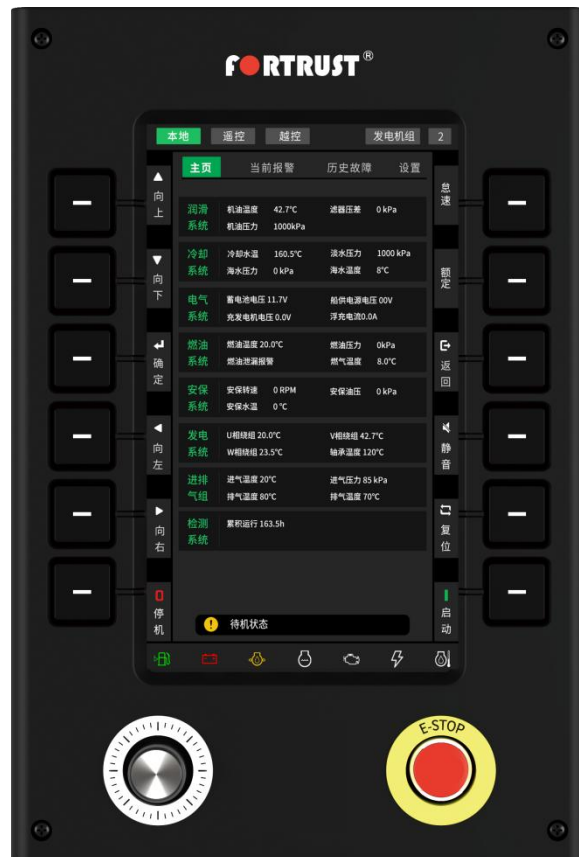 FORTRUST®
本地 遥控 越控 发电机组 2
主页 当前报警 历史故障 设置
向上
向下
确定
向左
向右
停机
润滑系统
机油温度 42.7℃ 滤器压差 0 kPa
机油压力 1000kPa
冷却系统
冷却水温 160.5℃ 淡水压力 1000 kPa
海水压力 0 kPa 海水温度 8℃
电气系统
蓄电池电压 11.7V 船供电源电压 00V
充发电机电压 0.0V 浮充电流0.0A
燃油系统
燃油温度 20.0℃ 燃油压力 0kPa
燃油泄漏报警 燃气温度 8.0℃
安保系统
安保转速 0 RPM 安保油压 0 kPa
安保水温 0 ℃
发电系统
U相绕组 20.0℃ V相绕组 42.7℃
W相绕组 23.5℃ 轴承温度 120℃
进排气组
进气温度 20℃ 进气压力 85 kPa
排气温度 80℃ 排气温度 70℃
检测系统
累积运行 163.5h
待机状态
怠速
额定
返回
静音
复位
启动
E-STOP